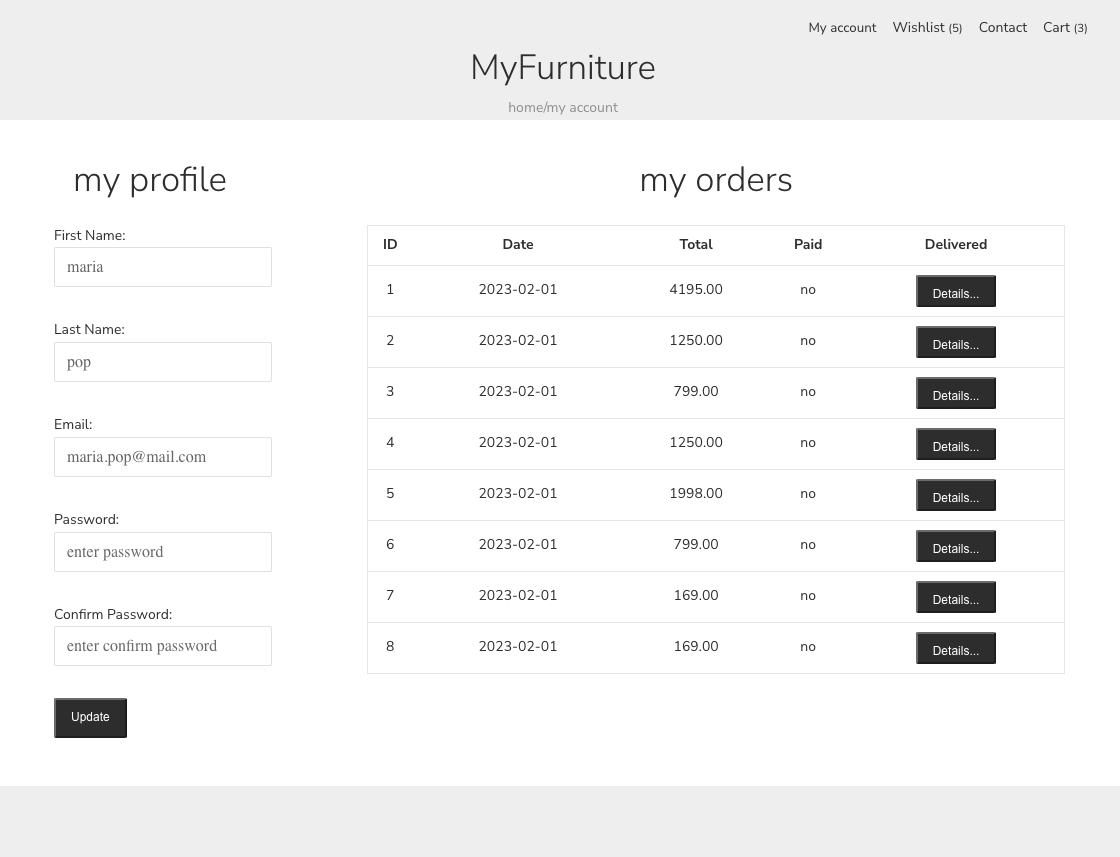 My account Wishlist (5) Contact Cart (3)
MyFurniture
home/my account
my profile
First Name:
maria
Last Name:
pop
Email:
maria.pop@mail.com
Password:
enter password
Confirm Password:
enter confirm password
Update
my orders
ID Date Total Paid Delivered
1 2023-02-01 4195.00 no Details...
2 2023-02-01 1250.00 no Details...
3 2023-02-01 799.00 no Details...
4 2023-02-01 1250.00 no Details...
5 2023-02-01 1998.00 no Details...
6 2023-02-01 799.00 no Details...
7 2023-02-01 169.00 no Details...
8 2023-02-01 169.00 no Details...